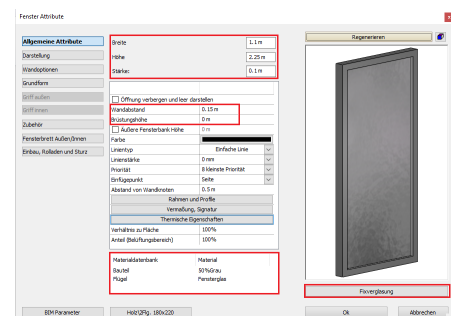 Fenster Attribute
Allgemeine Attribute
Darstellung
Wandoptionen
Grundform
Griff außen
Griff innen
Zubehör
Fensterbrett Außen/Innen
Einbau, Rolladen und Sturz
Breite 1.1 m
Höhe 2.25 m
Stärke: 0.1 m
Öffnung verbergen und leer darstellen
Wandabstand 0.15 m
Brüstungshöhe 0 m
Äußere Fensterbank Höhe 0 m
Farbe
Linientyp Einfache Linie
Linienstärke 0 mm
Priorität 8 kleinste Priorität
Einfügepunkt Seite
Abstand von Wandknoten 0.5 m
Rahmen und Profile
Vermaßung, Signatur
Thermische Eigenschaften
Verhältnis zu Fläche 100%
Anteil (Belüftungsbereich) 100%
Materialdatenbank Material
Bauteil 50%Grau
Flügel Fensterglas
Regenerieren
Fixverglasung
BIM Parameter
Holz\2Flg. 180x220
Ok
Abbrechen